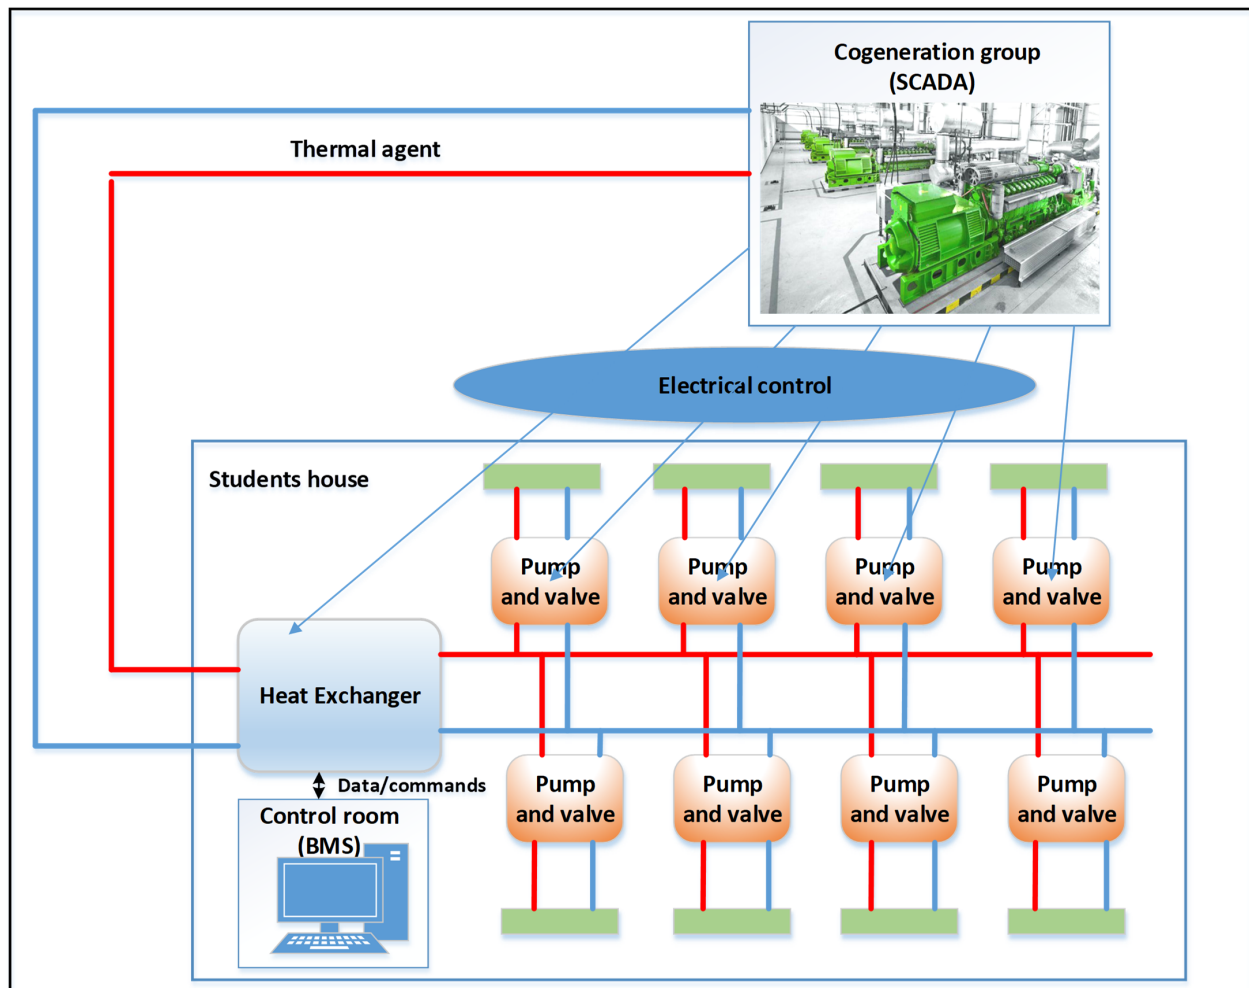 Cogeneration group
(SCADA)
Thermal agent
Electrical control
Students house
Pump
and valve
Pump
and valve
Pump
and valve
Pump
and valve
Heat Exchanger
Data/commands
Control room
(BMS)
Pump
and valve
Pump
and valve
Pump
and valve
Pump
and valve